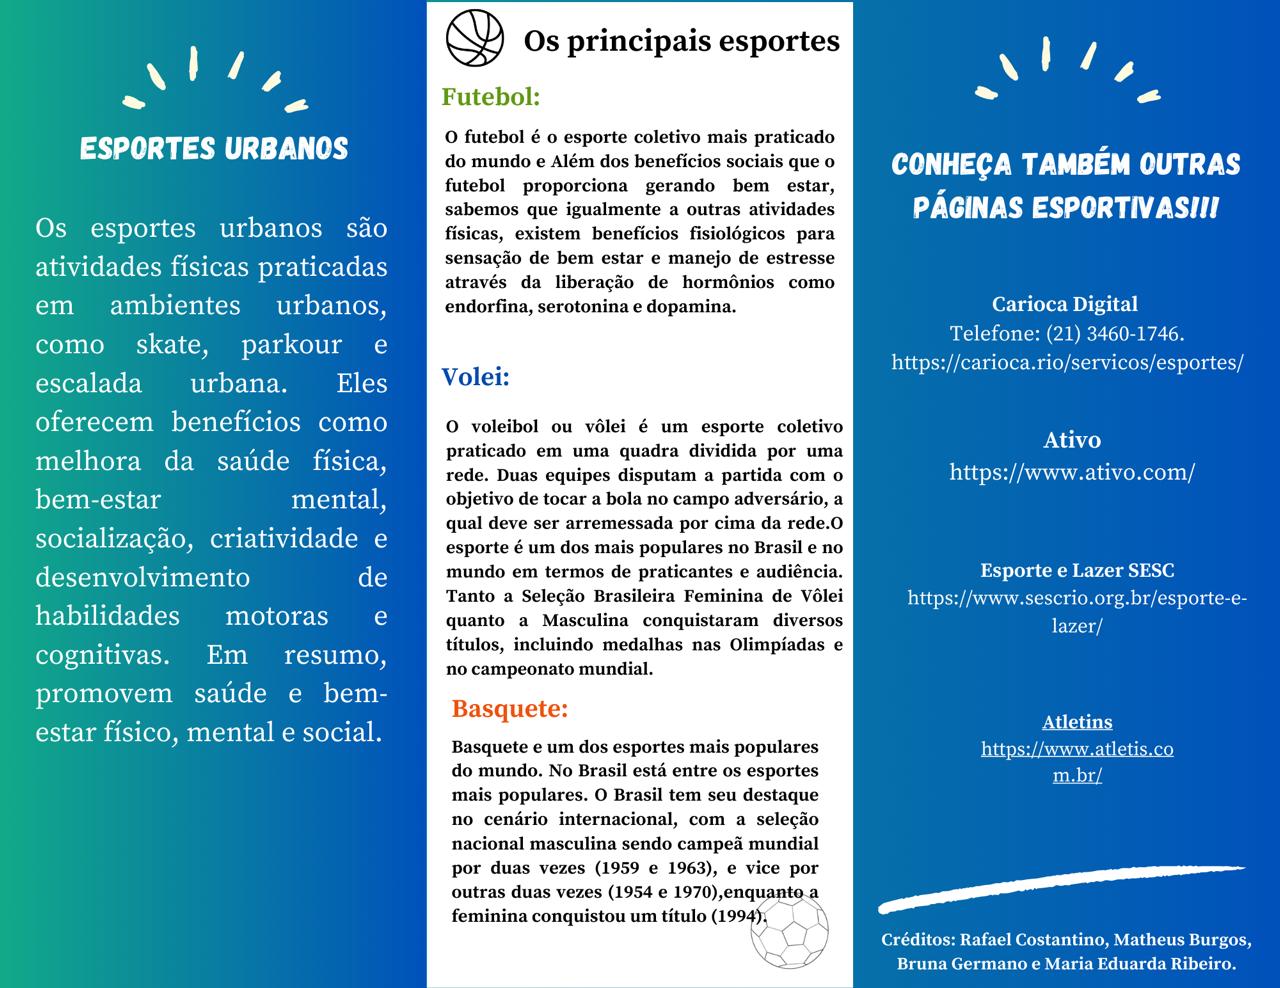 ESPORTES URBANOS
Os esportes urbanos são
atividades físicas praticadas
em ambientes urbanos,
como skate, parkour e
escalada urbana. Eles
oferecem benefícios como
melhora da saúde física,
bem-estar mental,
socialização, criatividade e
desenvolvimento de
habilidades motoras e
cognitivas. Em resumo,
promovem saúde e bem-
estar físico, mental e social.
Os principais esportes
Futebol:
O futebol é o esporte coletivo mais praticado
do mundo e Além dos benefícios sociais que o
futebol proporciona gerando bem estar,
sabemos que igualmente a outras atividades
físicas, existem benefícios fisiológicos para
sensação de bem estar e manejo de estresse
através da liberação de hormônios como
endorfina, serotonina e dopamina.
Volei:
O voleibol ou vôlei é um esporte coletivo
praticado em uma quadra dividida por uma
rede. Duas equipes disputam a partida com o
objetivo de tocar a bola no campo adversário, a
qual deve ser arremessada por cima da rede.O
esporte é um dos mais populares no Brasil e no
mundo em termos de praticantes e audiência.
Tanto a Seleção Brasileira Feminina de Vôlei
quanto a Masculina conquistaram diversos
títulos, incluindo medalhas nas Olimpíadas e
no campeonato mundial.
Basquete:
Basquete e um dos esportes mais populares
do mundo. No Brasil está entre os esportes
mais populares. O Brasil tem seu destaque
no cenário internacional, com a seleção
nacional masculina sendo campeã mundial
por duas vezes (1959 e 1963), e vice por
outras duas vezes (1954 e 1970),enquanto a
feminina conquistou um título (1994).
CONHEÇA TAMBÉM OUTRAS
PÁGINAS ESPORTIVAS!!!
Carioca Digital
Telefone: (21) 3460-1746.
https://carioca.rio/servicos/esportes/
Ativo
https://www.ativo.com/
Esporte e Lazer SESC
https://www.sescrio.org.br/esporte-e-
lazer/
Atletins
https://www.atletis.co
m.br/
Créditos: Rafael Costantino, Matheus Burgos,
Bruna Germano e Maria Eduarda Ribeiro.